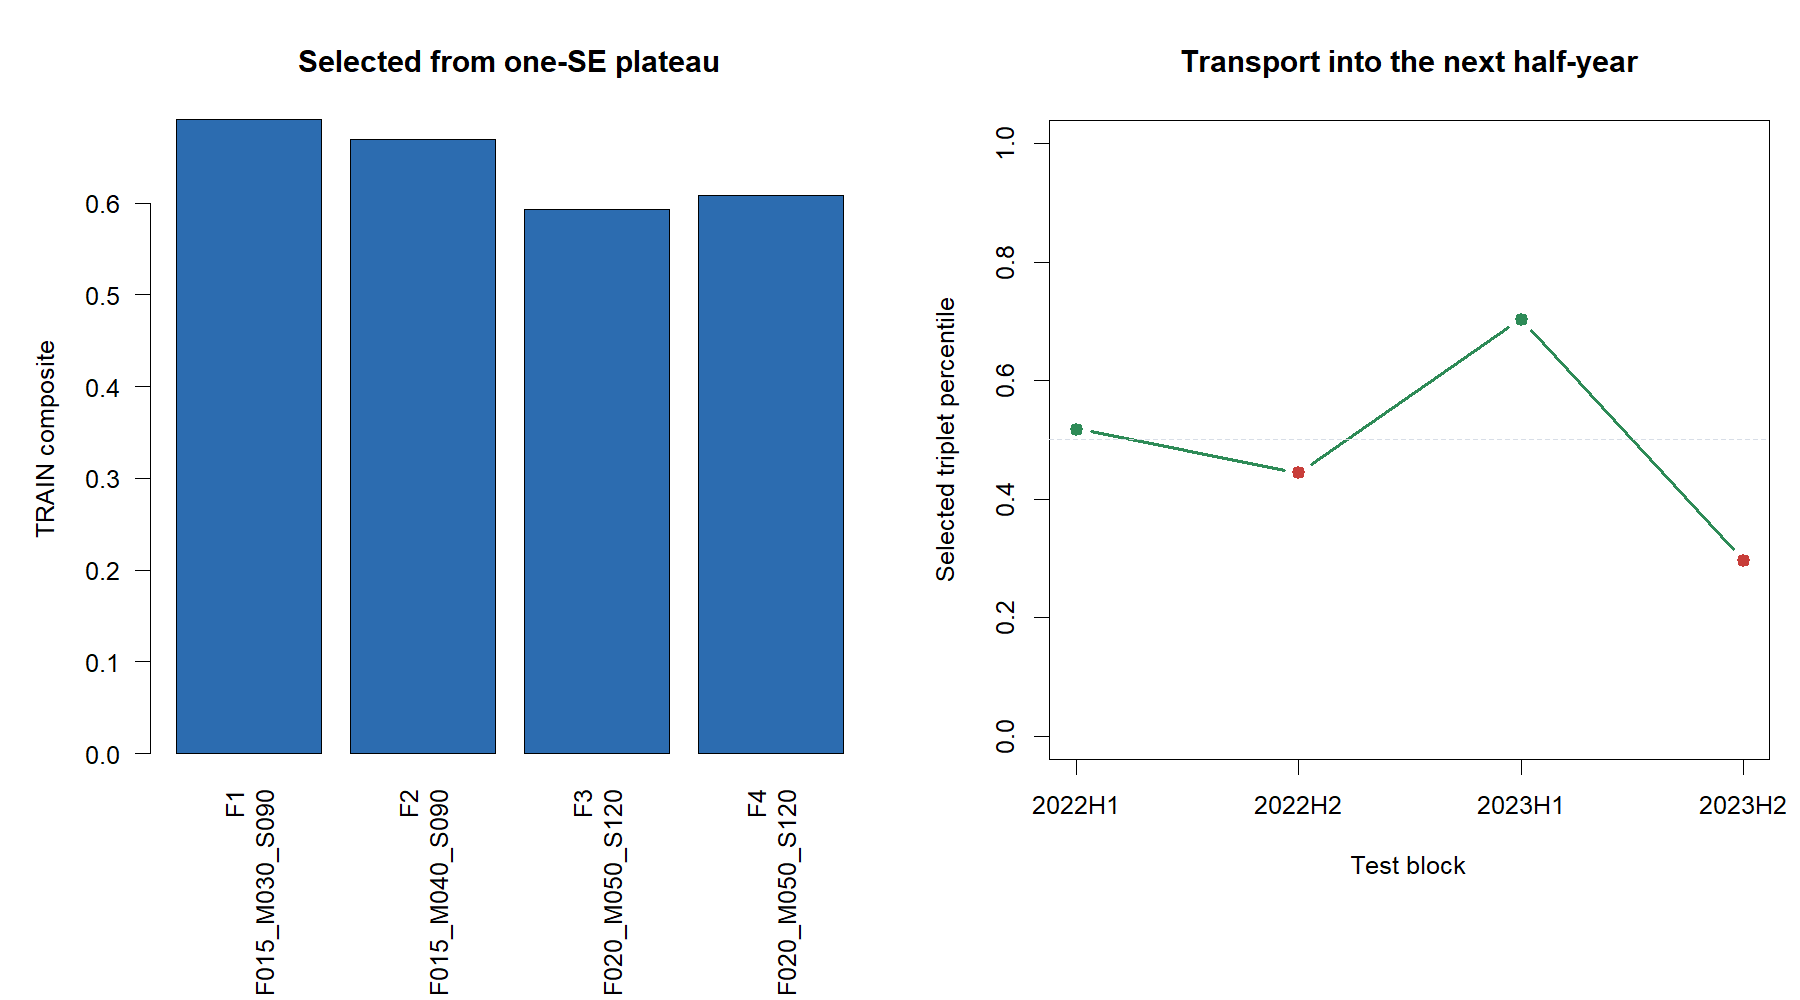 Selected from one-SE plateau
TRAIN composite
0.6
0.5
0.4
0.3
0.2
0.1
0.0
F1
F015_M030_S090
F2
F015_M040_S090
F3
F020_M050_S120
F4
F020_M050_S120
Transport into the next half-year
Selected triplet percentile
1.0
0.8
0.6
0.4
0.2
0.0
2022H1
2022H2
2023H1
2023H2
Test block